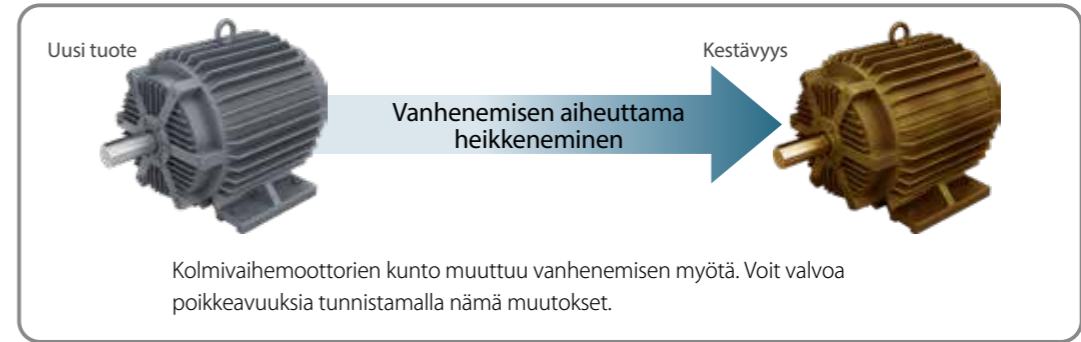 Uusi tuote
Kestävyys
Vanhenemisen aiheuttama
heikkeneminen
Kolmivaihemoottorien kunto muuttuu vanhenemisen myötä. Voit valvoa
poikkeavuuksia tunnistamalla nämä muutokset.